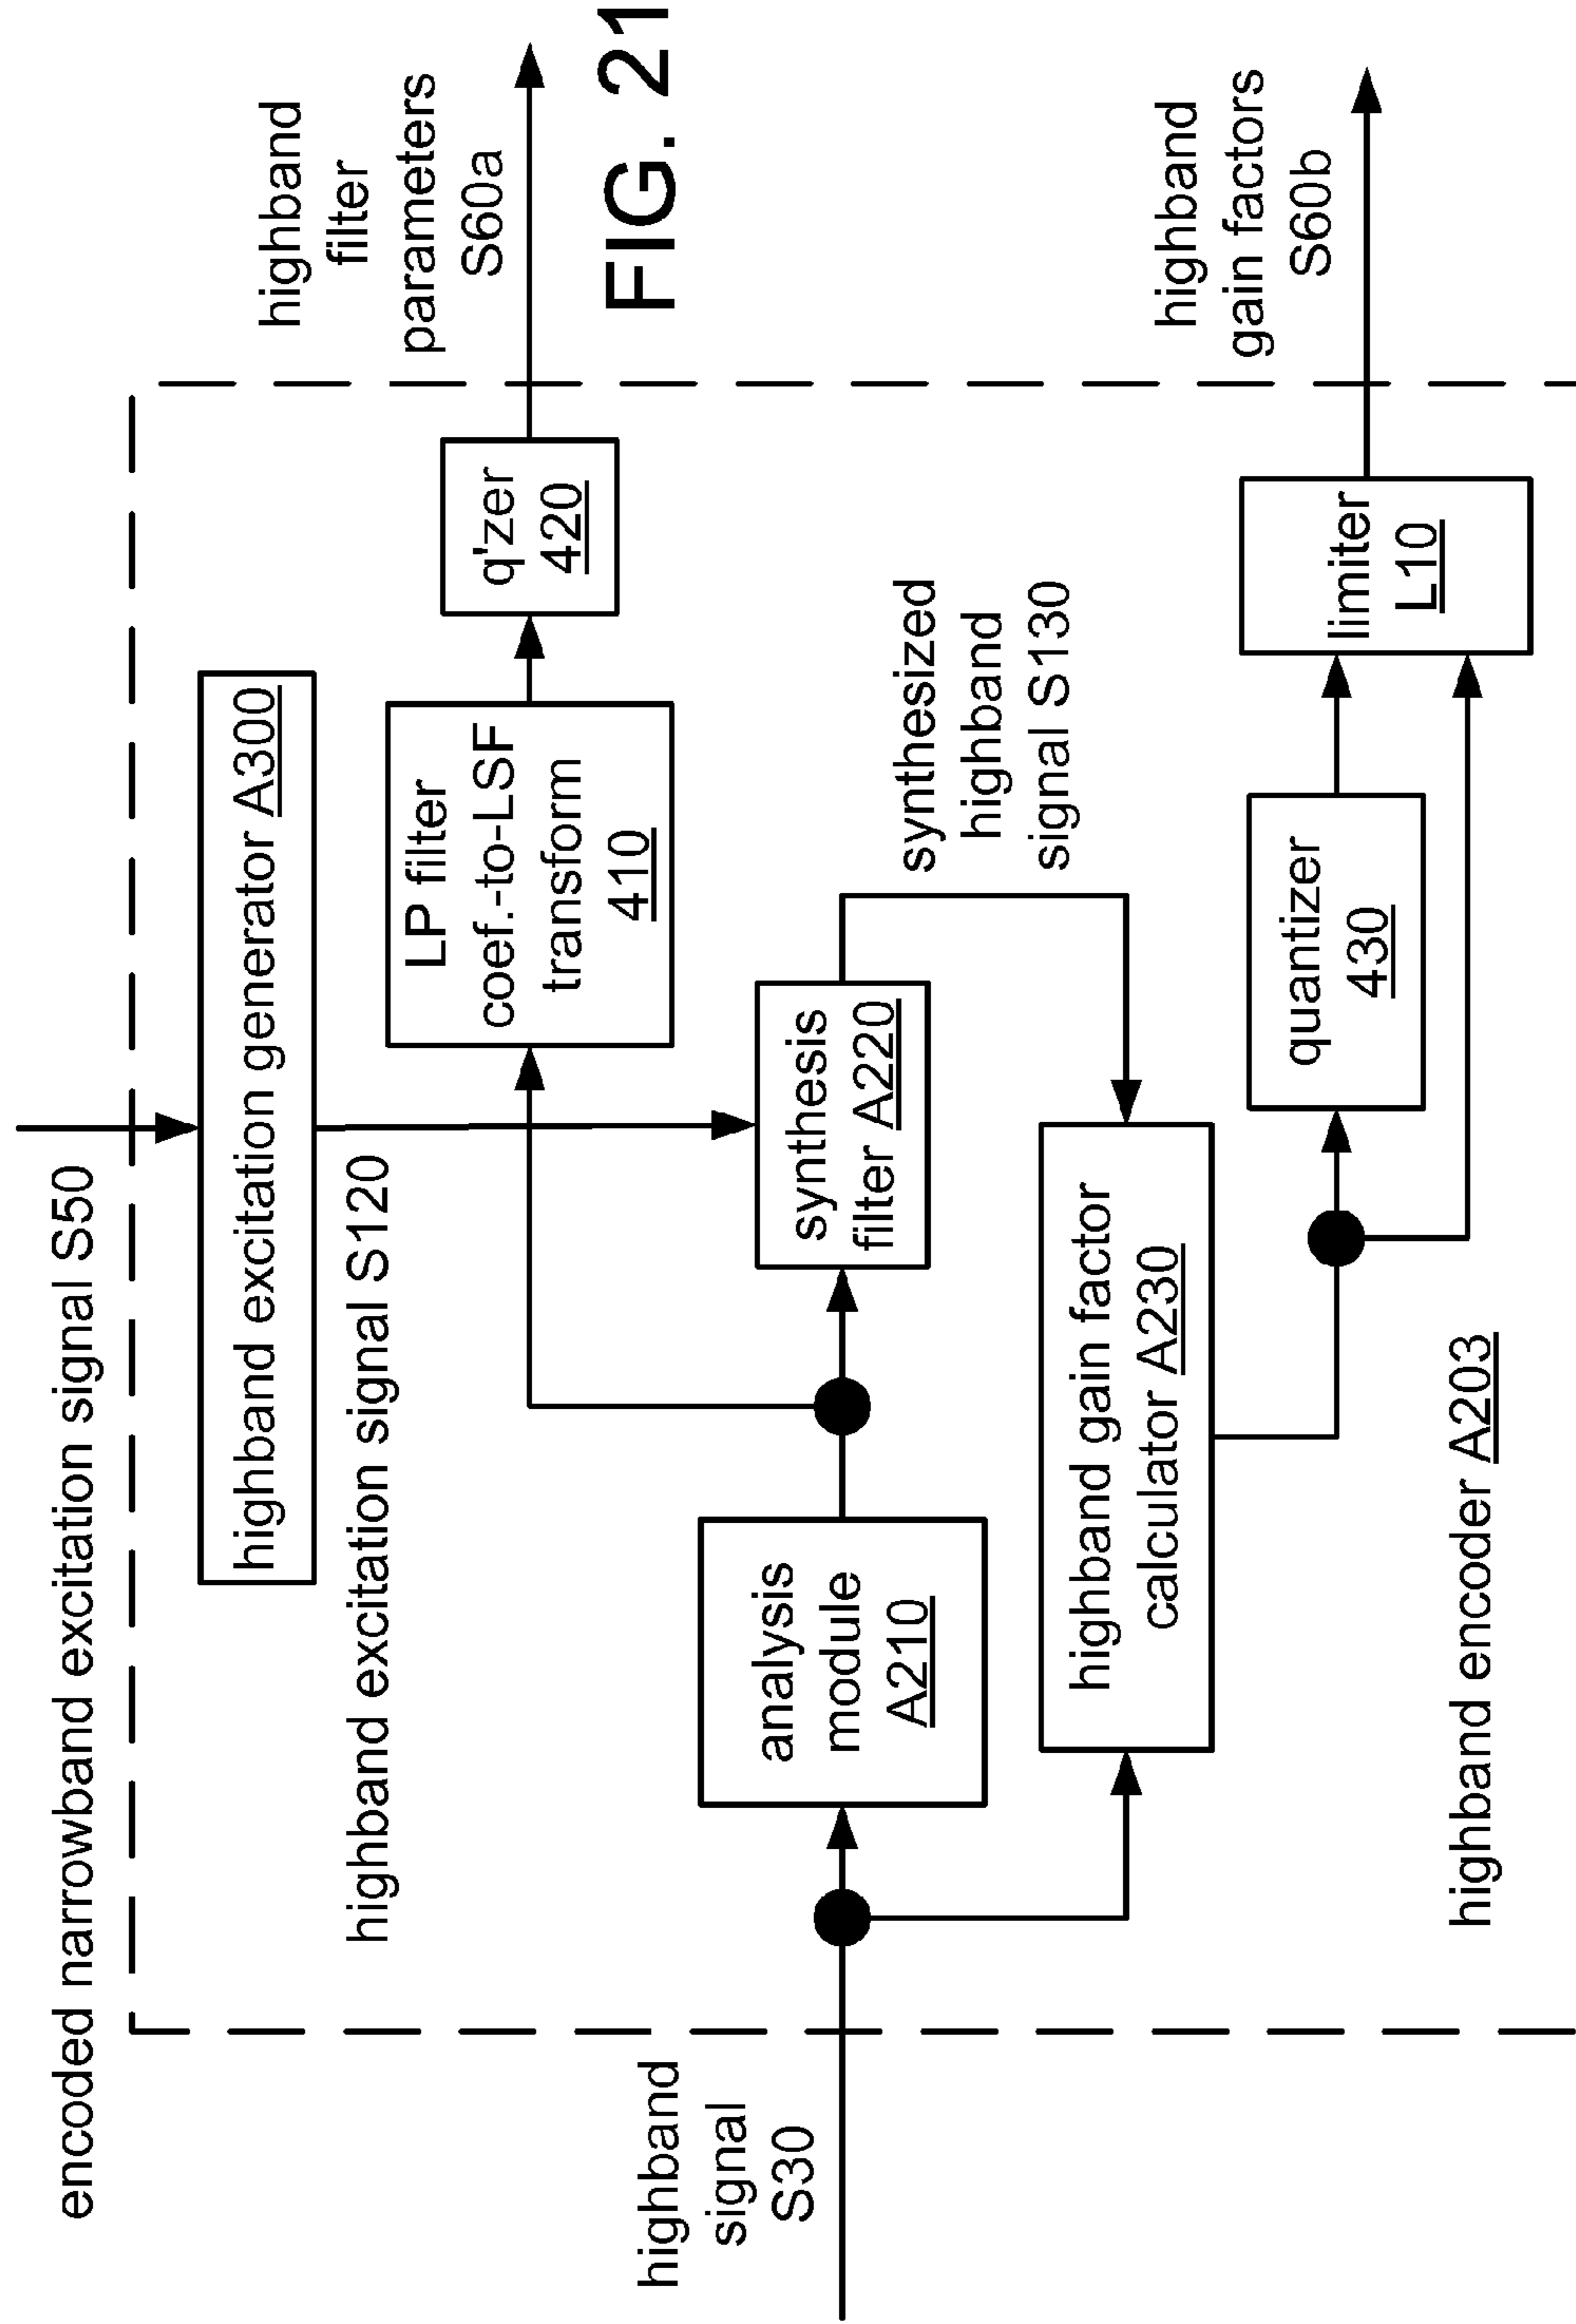 encoded narrowband excitation signal S50
highband excitation generator A300
highband excitation signal S120
highband
filter
parameters
S60a
LP filter
coef.-to-LSF
transform
410
q'zer
420
FIG. 21
highband
signal
S30
analysis
module
A210
synthesis
filter A220
synthesized
highband
signal S130
highband gain factor
calculator A230
quantizer
430
limiter
L10
highband
gain factors
S60b
highband encoder A203